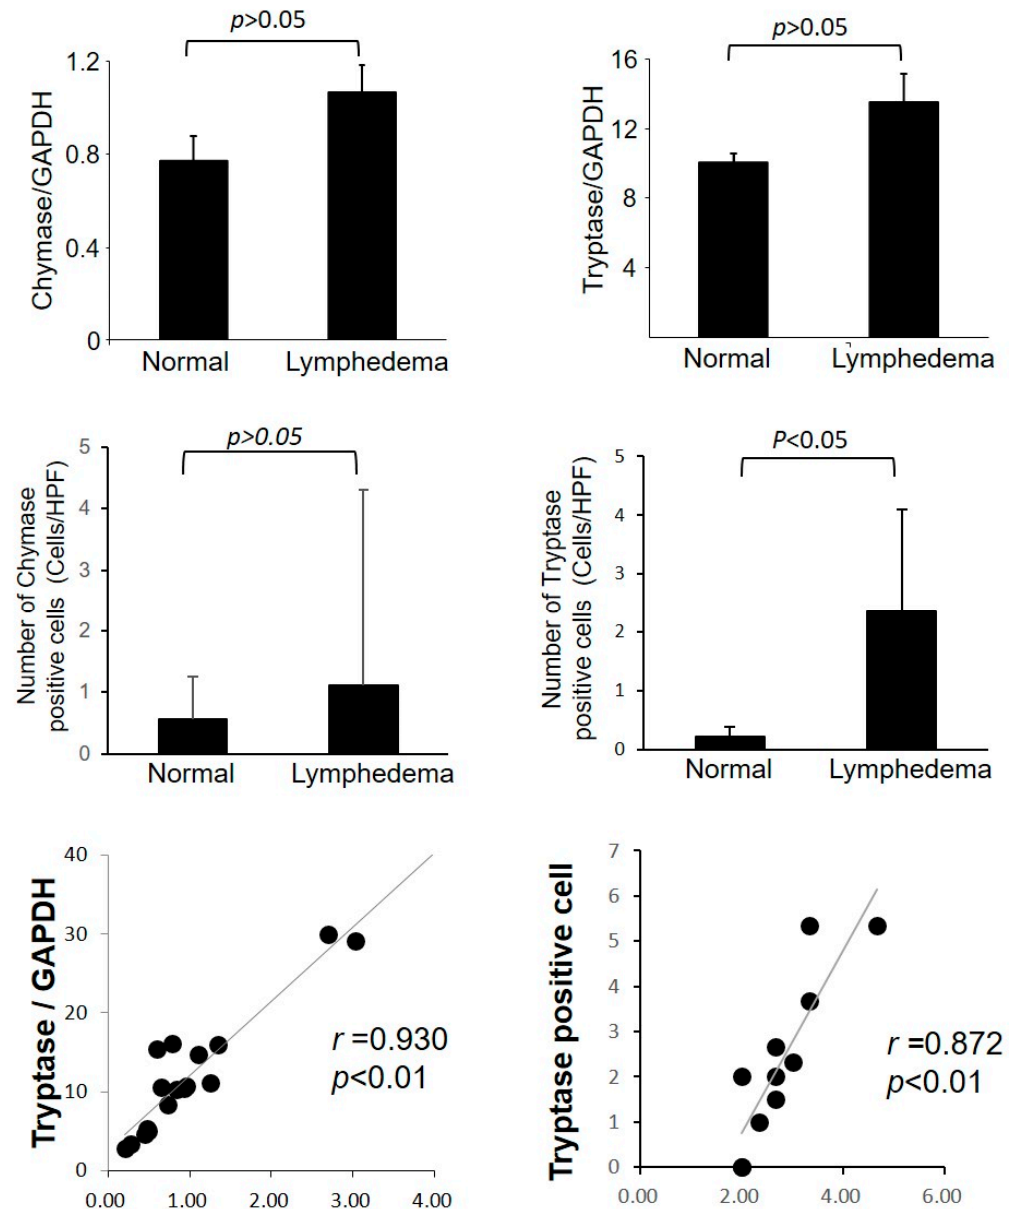 p>0.05
1.2
0.8
0.4
0
Chymase/GAPDH
Normal Lymphedema
p>0.05
16
12
8
4
Tryptase/GAPDH
Normal Lymphedema
p>0.05
5
4
3
2
1
0
Number of Chymase
positive cells (Cells/HPF)
Normal Lymphedema
P<0.05
5
4
3
2
1
0
Number of Tryptase
positive cells (Cells/HPF)
Normal Lymphedema
40
30
20
10
0
Tryptase / GAPDH
r =0.930
p<0.01
0.00 1.00 2.00 3.00 4.00
7
6
5
4
3
2
1
0
Tryptase positive cell
r =0.872
p<0.01
0.00 2.00 4.00 6.00